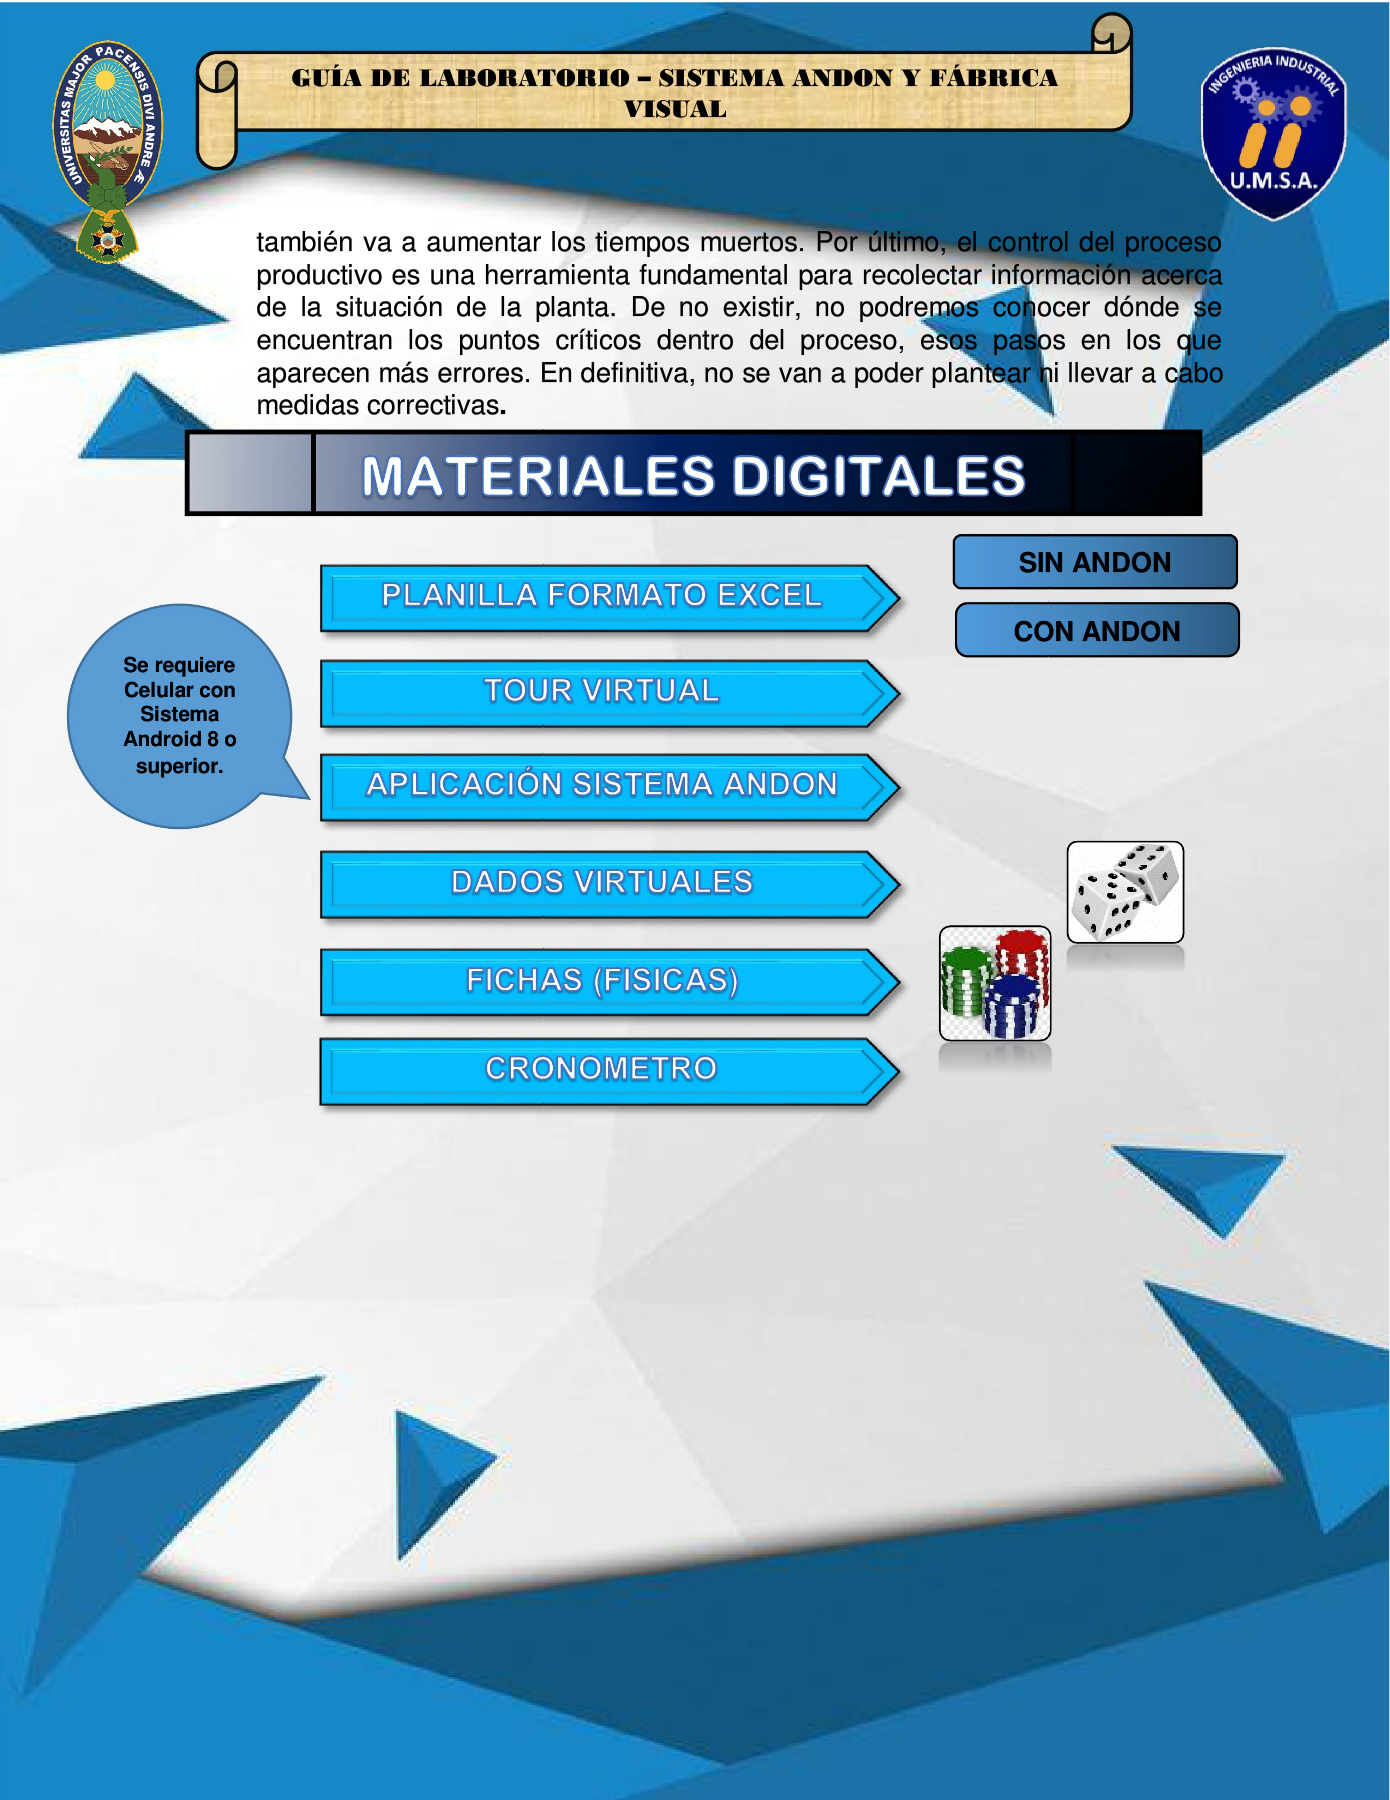 UNIVERSITAS MAJOR PACENSIS DIVI ANDRE Æ
GUÍA DE LABORATORIO – SISTEMA ANDON Y FÁBRICA
VISUAL
INGENIERIA INDUSTRIAL
U.M.S.A.
también va a aumentar los tiempos muertos. Por último, el control del proceso
productivo es una herramienta fundamental para recolectar información acerca
de la situación de la planta. De no existir, no podremos conocer dónde se
encuentran los puntos críticos dentro del proceso, esos pasos en los que
aparecen más errores. En definitiva, no se van a poder plantear ni llevar a cabo
medidas correctivas.
MATERIALES DIGITALES
PLANILLA FORMATO EXCEL
SIN ANDON
CON ANDON
Se requiere
Celular con
Sistema
Android 8 o
superior.
TOUR VIRTUAL
APLICACIÓN SISTEMA ANDON
DADOS VIRTUALES
FICHAS (FISICAS)
CRONOMETRO